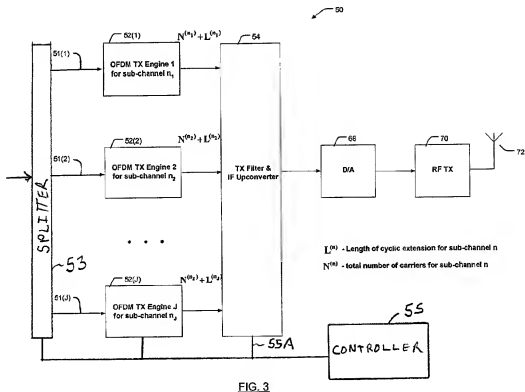 50
52(1)
N(n1) + L(n1)
54
51(1)
OFDM TX Engine 1
for sub-channel n1
52(2)
N(n2) + L(n2)
66
70
51(2)
OFDM TX Engine 2
for sub-channel n2
TX Filter &
IF Upconverter
D/A
RF TX
72
SPLITTER
L(n) - Length of cyclic extension for sub-channel n
53
• • •
N(n) - total number of carriers for sub-channel n
52(J)
N(nJ) + L(nJ)
51(J)
OFDM TX Engine J
for sub-channel nJ
55
55A
CONTROLLER
FIG. 3